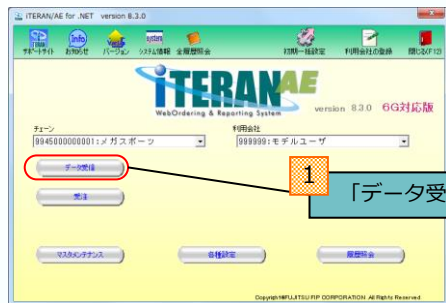 iTERAN/AE for .NET version 8.3.0
ｻﾎﾟｰﾄｻｲﾄ お知らせ バージョン システム情報 全履歴照会 初期一括設定 利用会社の登録 閉じる(F12)
iTERAN AE
WebOrdering & Reporting System
version 8.3.0 6G対応版
チェーン 利用会社
9945000000001:メガスポーツ 999999:モデルユーザ
データ受信
1
「データ受
受注
マスタメンテナンス 各種設定 履歴照会
Copyright©FUJITSU FIP CORPORATION All Rights Reserved.